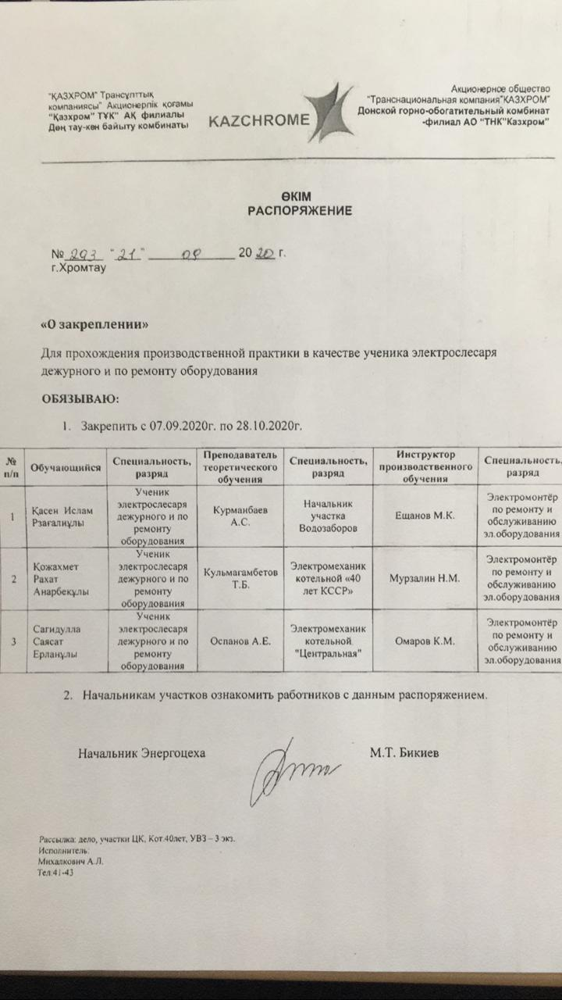 "ҚАЗХРОМ" Трансұлттық
компаниясы" Акционерлік қоғамы
"Қазхром" ТҰК" АҚ филиалы
Дөң тау-кен байыту комбинаты
KAZCHROME
Акционерное общество
"Транснациональная компания"КАЗХРОМ"
Донской горно-обогатительный комбинат
-филиал АО "ТНК"Казхром"
ӨКІМ
РАСПОРЯЖЕНИЕ
№ 293 "21" 09 2020 г.
г.Хромтау
«О закреплении»
Для прохождения производственной практики в качестве ученика электрослесаря
дежурного и по ремонту оборудования
ОБЯЗЫВАЮ:
1. Закрепить с 07.09.2020г. по 28.10.2020г.
№ п/п | Обучающийся | Специальность, разряд | Преподаватель теоретического обучения | Специальность, разряд | Инструктор производственного обучения | Специальность, разряд
1 | Қасен Ислам Рзағалиұлы | Ученик электрослесаря дежурного и по ремонту оборудования | Курманбаев А.С. | Начальник участка Водозаборов | Ещанов М.К. | Электромонтёр по ремонту и обслуживанию эл.оборудования
2 | Қожахмет Рахат Анарбекұлы | Ученик электрослесаря дежурного и по ремонту оборудования | Кульмагамбетов Т.Б. | Электромеханик котельной «40 лет КССР» | Мурзалин Н.М. | Электромонтёр по ремонту и обслуживанию эл.оборудования
3 | Сагидулла Саясат Ерланұлы | Ученик электрослесаря дежурного и по ремонту оборудования | Оспанов А.Е. | Электромеханик котельной "Центральная" | Омаров К.М. | Электромонтёр по ремонту и обслуживанию эл.оборудования
2. Начальникам участков ознакомить работников с данным распоряжением.
Начальник Энергоцеха М.Т. Бикиев
Рассылка: дело, участки ЦК, Кот.40лет, УВЗ – 3 экз.
Исполнитель:
Михалкович А.Л.
Тел:41-43